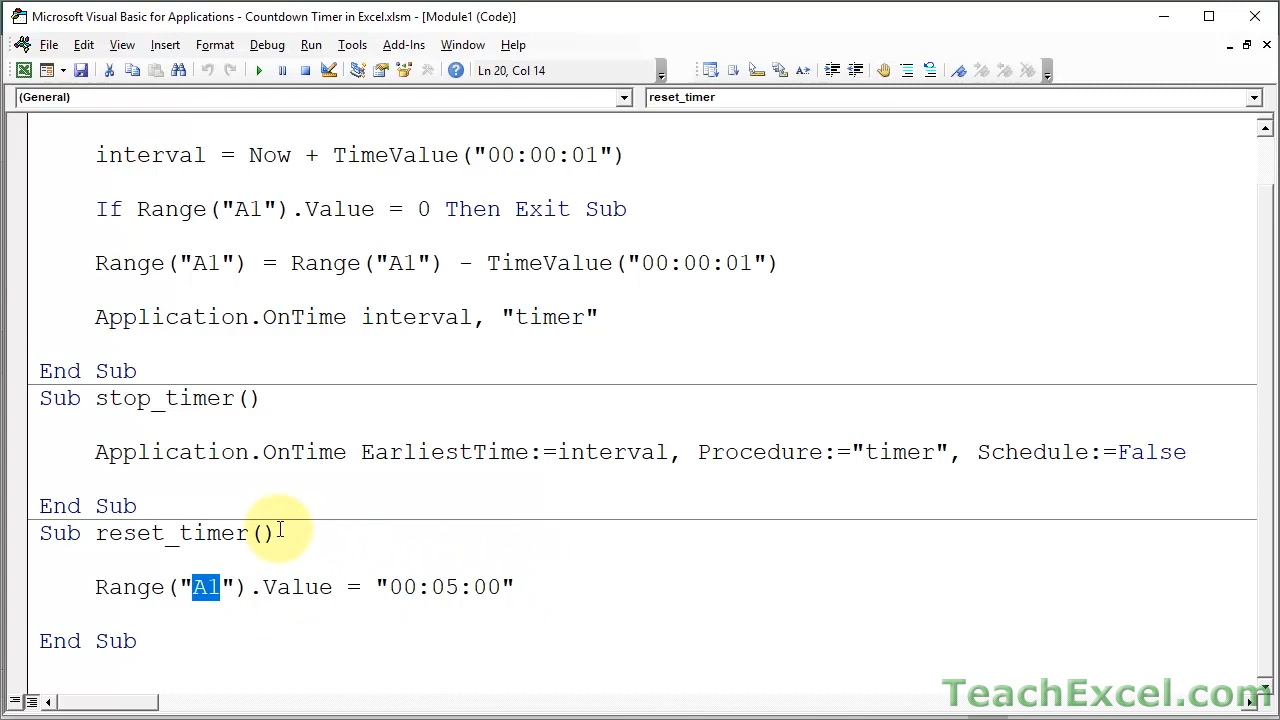 Microsoft Visual Basic for Applications - Countdown Timer in Excel.xlsm - [Module1 (Code)]
File Edit View Insert Format Debug Run Tools Add-Ins Window Help
Ln 20, Col 14
(General) reset_timer
interval = Now + TimeValue("00:00:01")
If Range("A1").Value = 0 Then Exit Sub
Range("A1") = Range("A1") - TimeValue("00:00:01")
Application.OnTime interval, "timer"
End Sub
Sub stop_timer()
Application.OnTime EarliestTime:=interval, Procedure:="timer", Schedule:=False
End Sub
Sub reset_timer()
Range("A1").Value = "00:05:00"
End Sub
TeachExcel.com